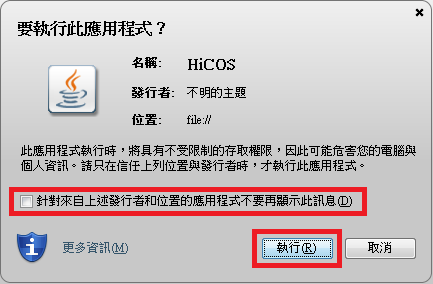 要執行此應用程式？
名稱: HiCOS
發行者: 不明的主題
位置: file://
此應用程式執行時，將具有不受限制的存取權限，因此可能危害您的電腦與
個人資訊。請只在信任上列位置與發行者時，才執行此應用程式。
針對來自上述發行者和位置的應用程式不要再顯示此訊息(D)
更多資訊(M) 執行(R) 取消